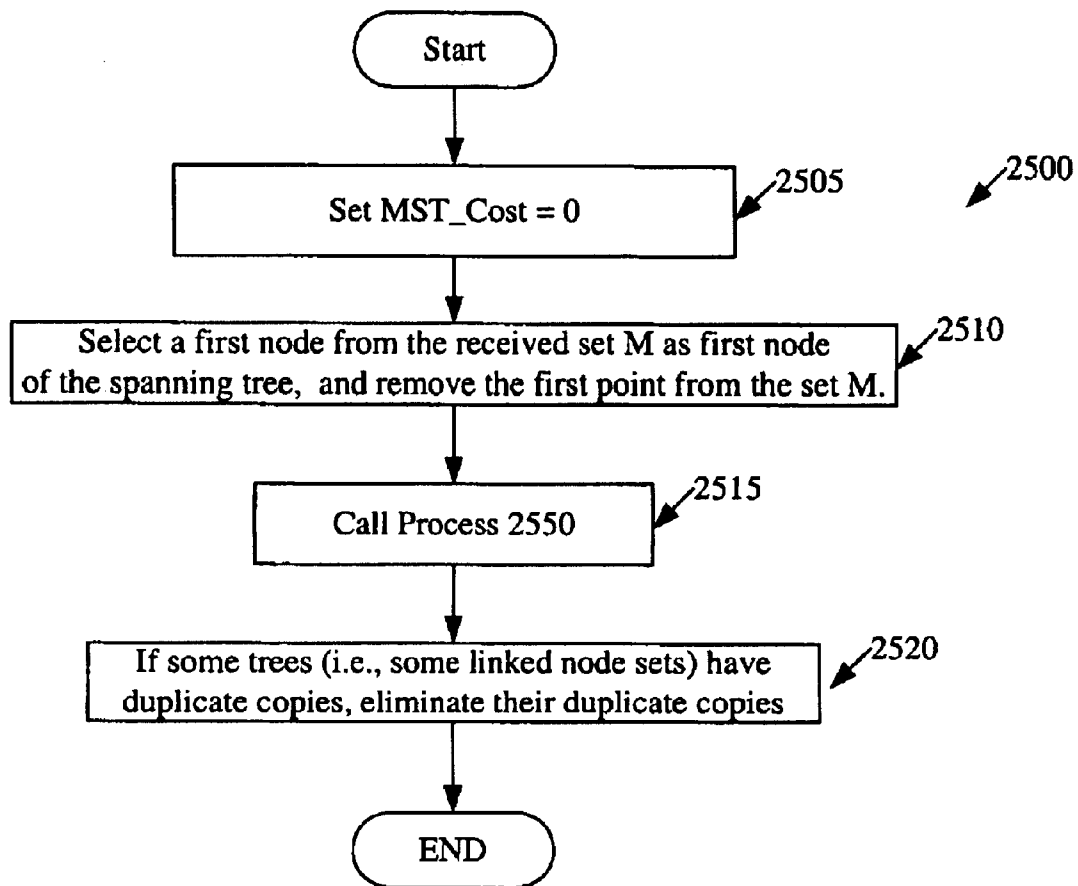 Start
2500
2505
Set MST_Cost = 0
2510
Select a first node from the received set M as first node
of the spanning tree, and remove the first point from the set M.
2515
Call Process 2550
2520
If some trees (i.e., some linked node sets) have
duplicate copies, eliminate their duplicate copies
END